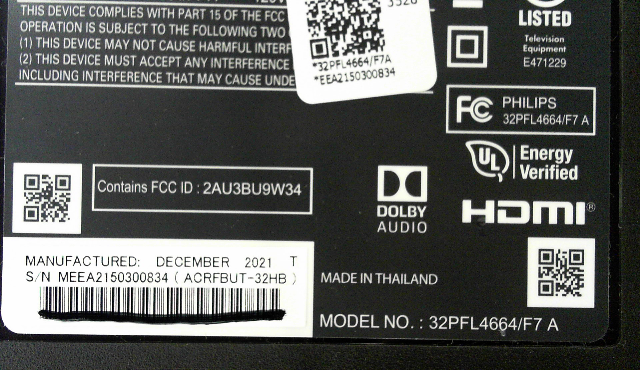 THIS DEVICE COMPLIES WITH PART 15 OF THE FCC
OPERATION IS SUBJECT TO THE FOLLOWING TWO
(1) THIS DEVICE MAY NOT CAUSE HARMFUL INTERF
(2) THIS DEVICE MUST ACCEPT ANY INTERFERENCE
INCLUDING INTERFERENCE THAT MAY CAUSE UNDE
*32PFL4664/F7A
*EEA2150300834
LISTED
Television
Equipment
E471229
FC PHILIPS
32PFL4664/F7 A
UL Energy
Verified
Contains FCC ID : 2AU3BU9W34
DOLBY
AUDIO
HDMI®
MANUFACTURED: DECEMBER 2021 T
S/N MEEA2150300834 ( ACRFBUT-32HB )
MADE IN THAILAND
MODEL NO. : 32PFL4664/F7 A